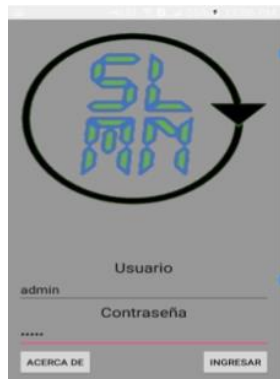 SL
MN
Usuario
admin
Contraseña
•••••
ACERCA DE
INGRESAR